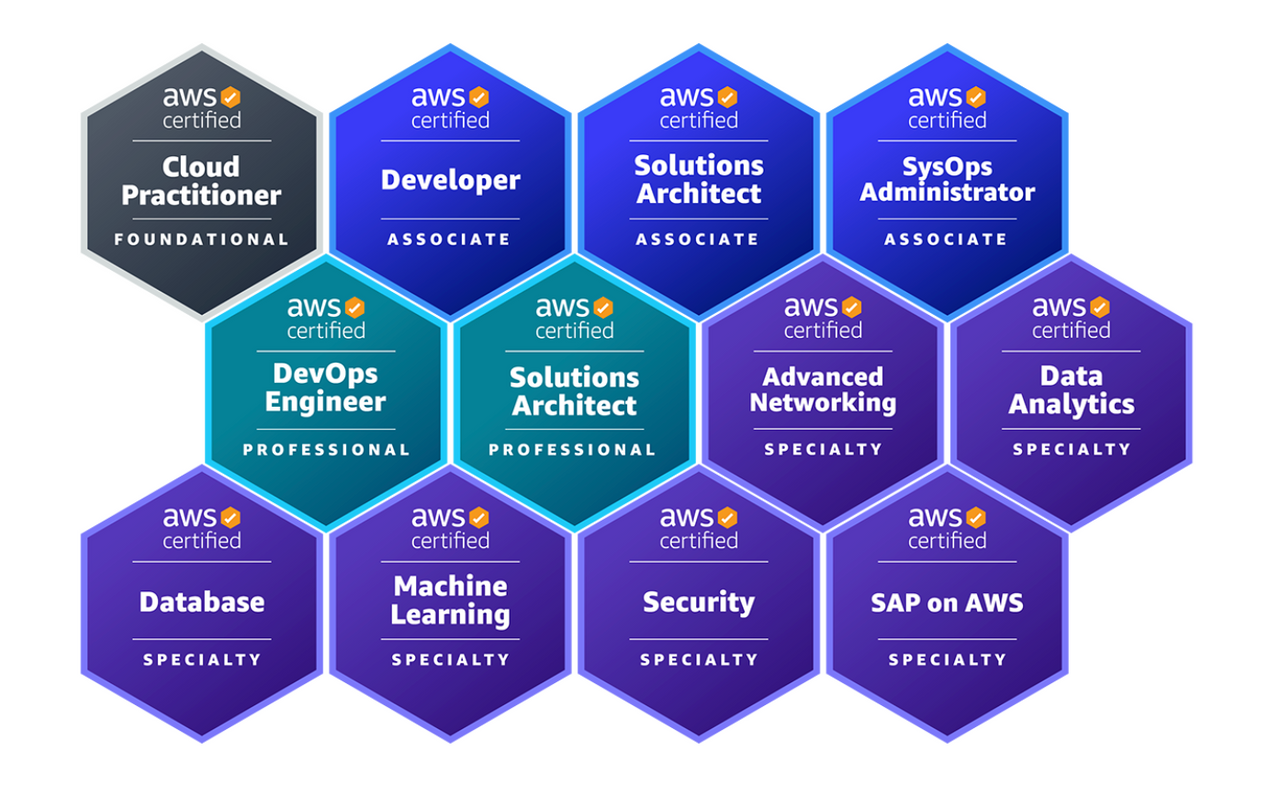 aws
certified
Cloud
Practitioner
FOUNDATIONAL
aws
certified
Developer
ASSOCIATE
aws
certified
Solutions
Architect
ASSOCIATE
aws
certified
SysOps
Administrator
ASSOCIATE
aws
certified
DevOps
Engineer
PROFESSIONAL
aws
certified
Solutions
Architect
PROFESSIONAL
aws
certified
Advanced
Networking
SPECIALTY
aws
certified
Data
Analytics
SPECIALTY
aws
certified
Database
SPECIALTY
aws
certified
Machine
Learning
SPECIALTY
aws
certified
Security
SPECIALTY
aws
certified
SAP on AWS
SPECIALTY